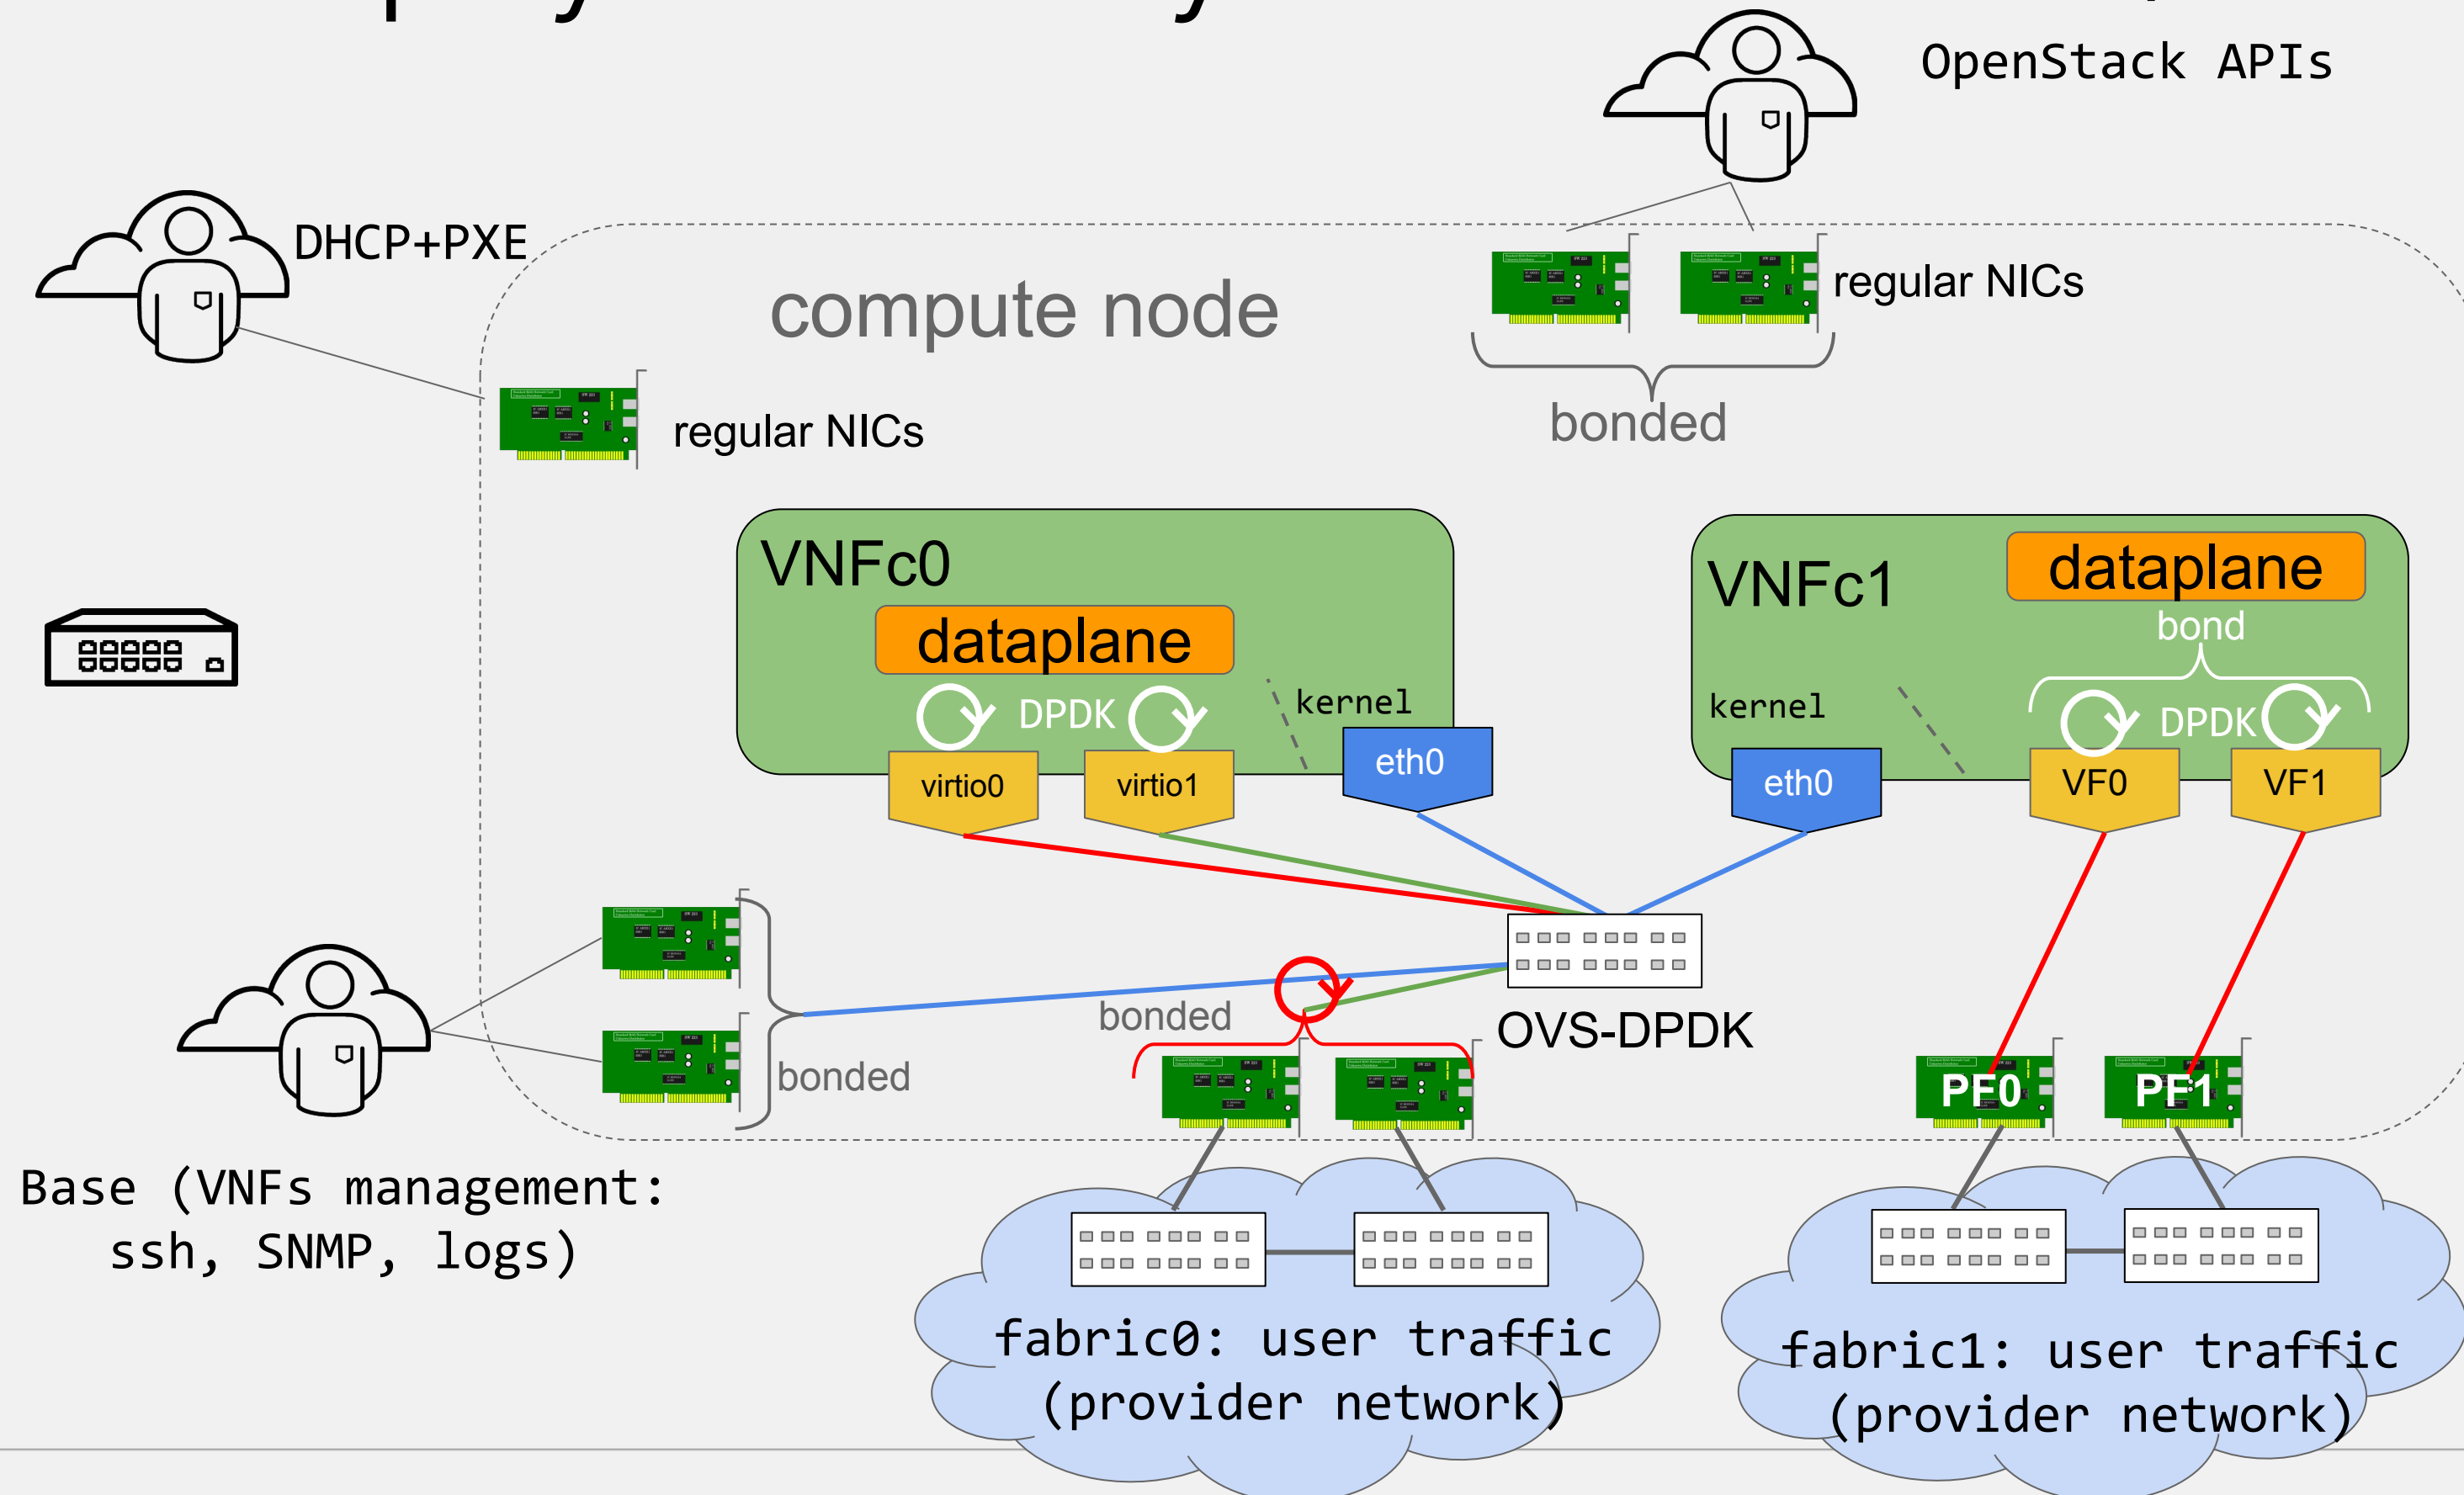 OpenStack APIs
DHCP+PXE
compute node
regular NICs
bonded
regular NICs
VNFc0
dataplane
DPDK
kernel
virtio0
virtio1
eth0
VNFc1
dataplane
bond
kernel
DPDK
eth0
VF0
VF1
bonded
bonded
OVS-DPDK
PF0
PF1
Base (VNFs management:
ssh, SNMP, logs)
fabric0: user traffic
(provider network)
fabric1: user traffic
(provider network)